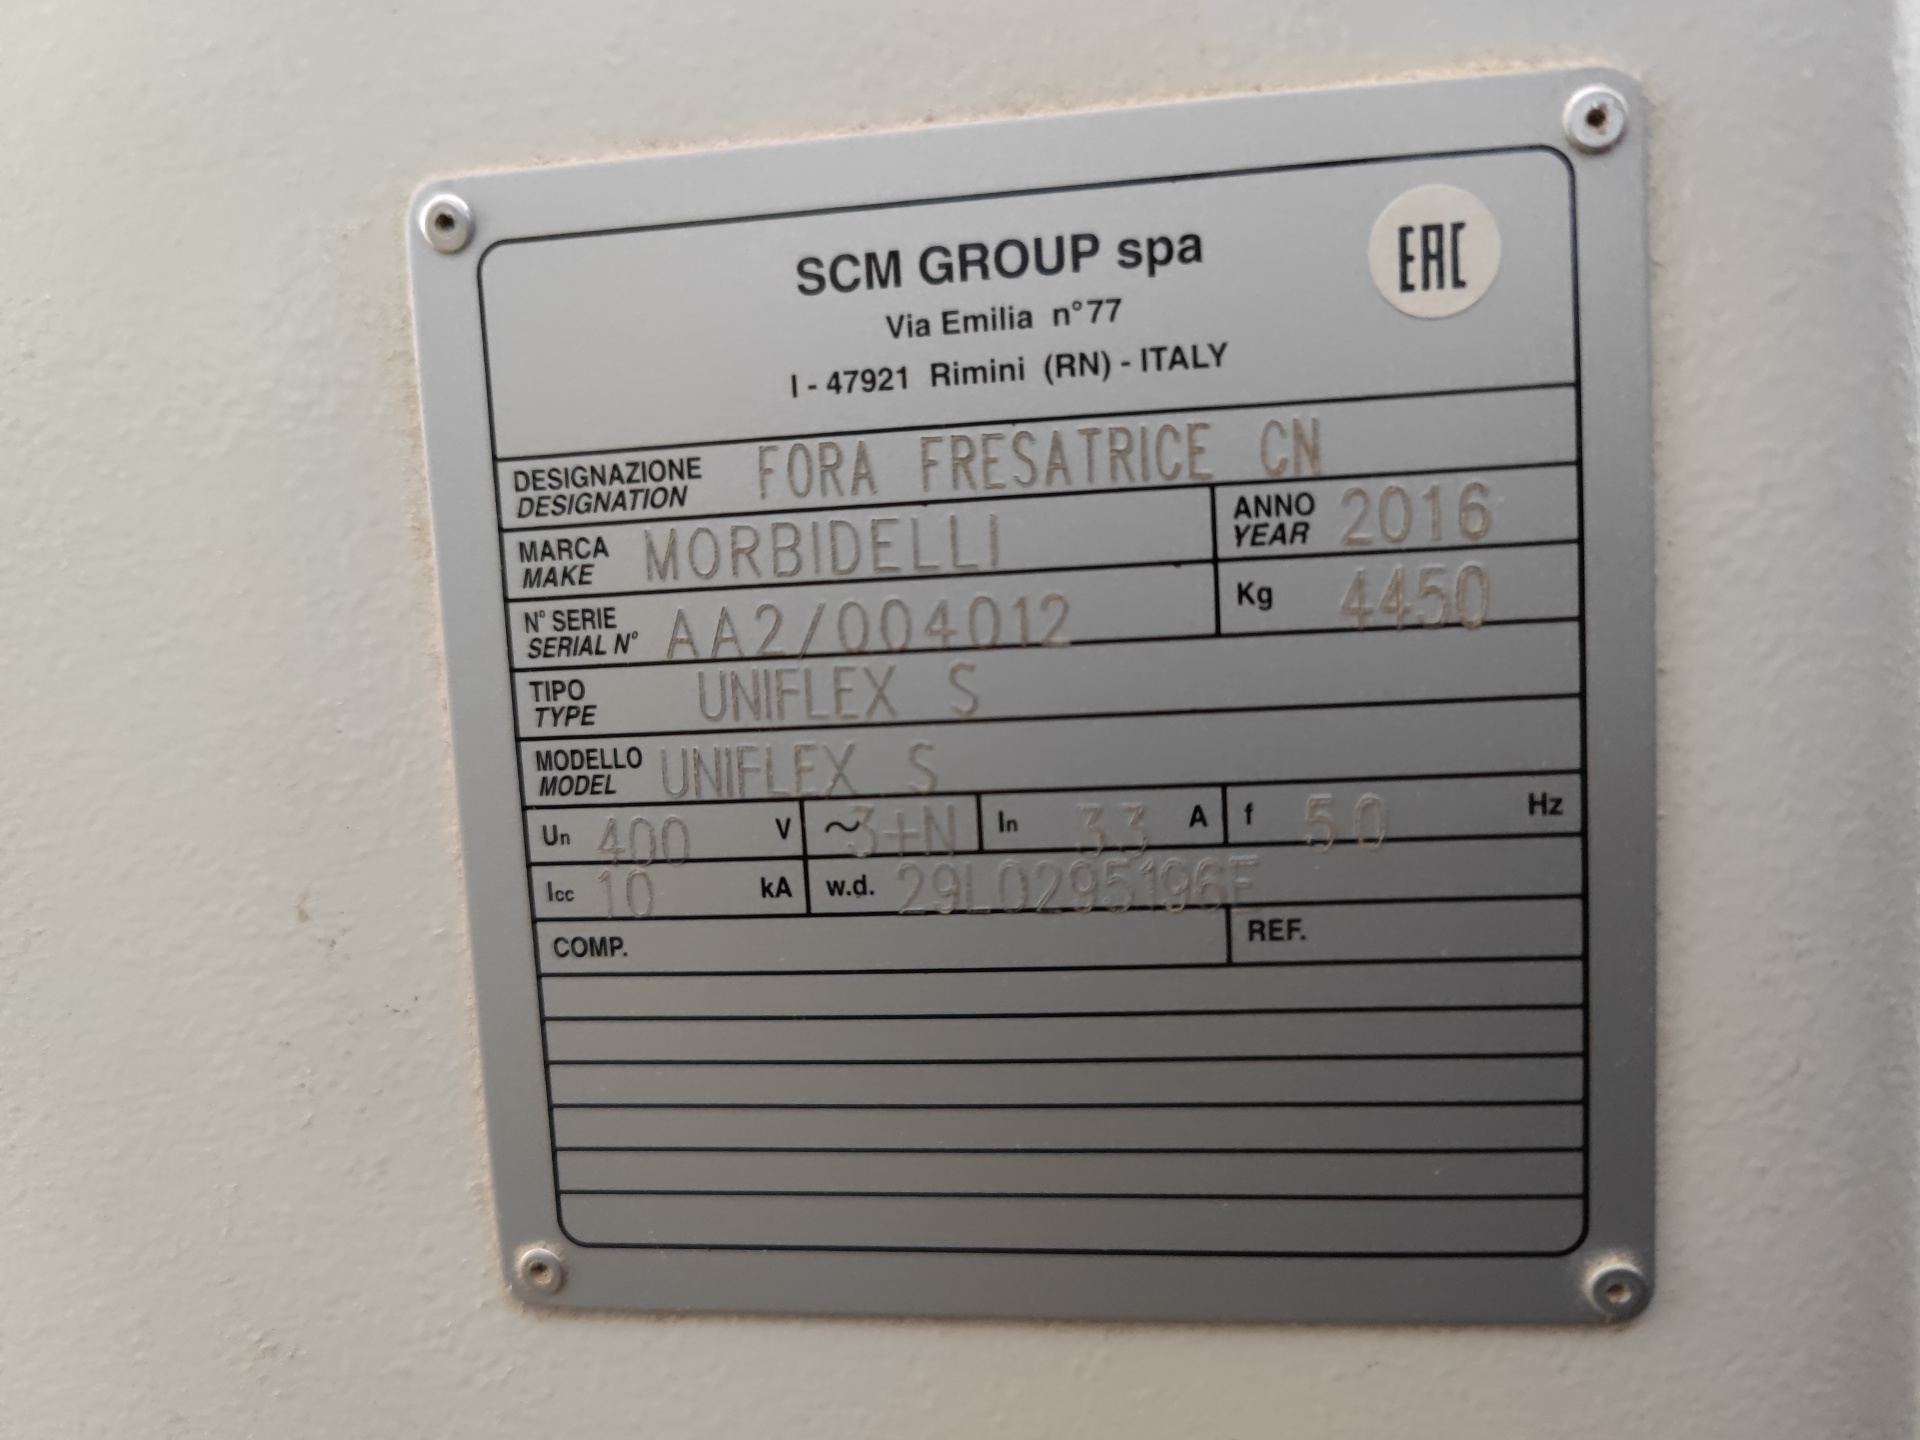 SCM GROUP spa
EAC
Via Emilia n°77
I - 47921 Rimini (RN) - ITALY
DESIGNAZIONE
DESIGNATION
FORA FRESATRICE CN
MARCA
MAKE
MORBIDELLI
ANNO
YEAR
2016
N° SERIE
SERIAL N°
AA2/004012
Kg 4450
TIPO
TYPE
UNIFLEX S
MODELLO
MODEL
UNIFLEX S
Un 400 V ~3+N In 33 A f 50 Hz
Icc 10 kA w.d. 29L0295196E
COMP. REF.